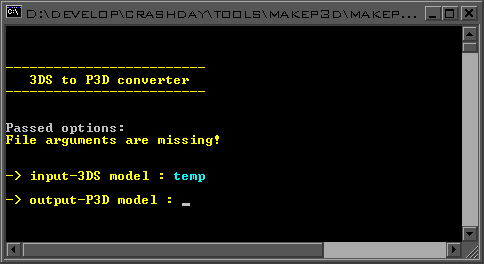 D:\DEVELOP\CRASHDAY\TOOLS\MAKEP3D\MAKEP...
C:\
---------------------------
3DS to P3D converter
---------------------------
Passed options:
File arguments are missing!
-> input-3DS model : temp
-> output-P3D model : _